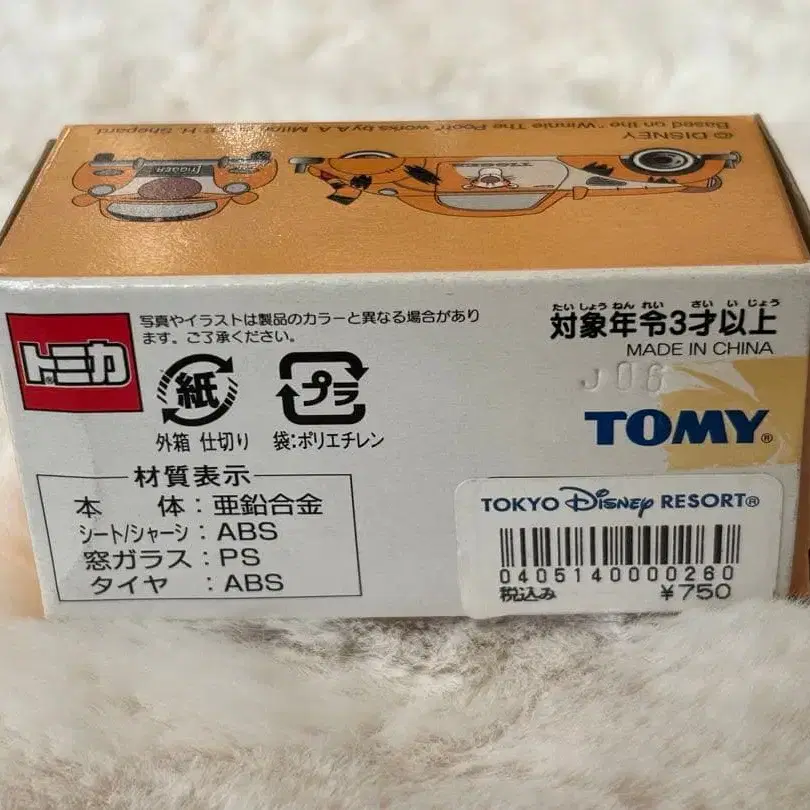 © DISNEY
Based on the "Winnie The Pooh" works by A.A. Milne and E.H. Shepard
TIGGER
TIGGER
トミカ®
写真やイラストは製品のカラーと異なる場合があり
ます。ご了承ください。
紙
外箱 仕切り
プラ
袋:ポリエチレン
たいしょうねんれい さいいじょう
対象年令3才以上
MADE IN CHINA
J06
TOMY®
材質表示
本 体:亜鉛合金
シート/シャーシ:ABS
窓ガラス:PS
タイヤ:ABS
TOKYO Disney RESORT®
0405140000260
税込み ¥750